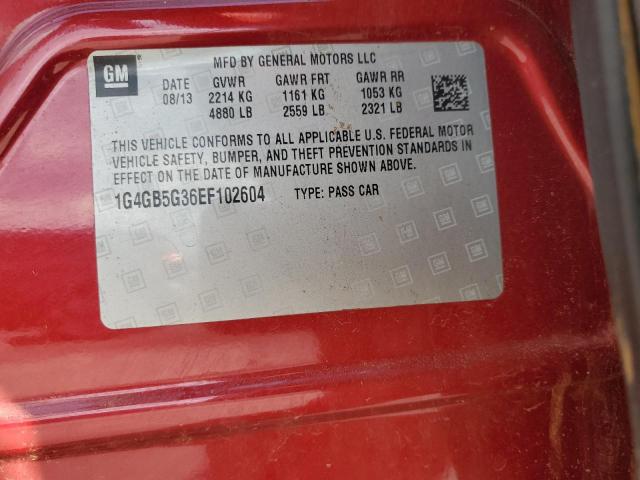 GM
MFD BY GENERAL MOTORS LLC
DATE GVWR GAWR FRT GAWR RR
08/13 2214 KG 1161 KG 1053 KG
4880 LB 2559 LB 2321 LB
THIS VEHICLE CONFORMS TO ALL APPLICABLE U.S. FEDERAL MOTOR
VEHICLE SAFETY, BUMPER, AND THEFT PREVENTION STANDARDS IN
EFFECT ON THE DATE OF MANUFACTURE SHOWN ABOVE.
1G4GB5G36EF102604 TYPE: PASS CAR